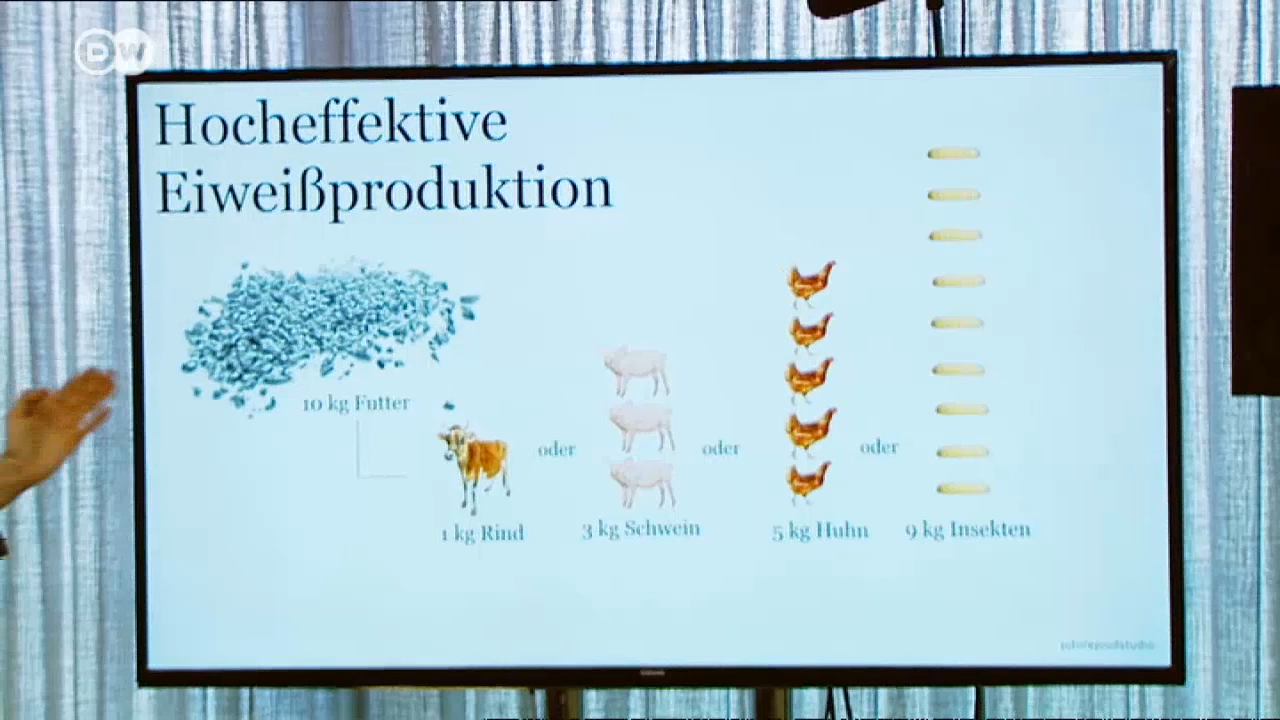 DW
Hocheffektive
Eiweißproduktion
10 kg Futter
oder
oder
oder
1 kg Rind
3 kg Schwein
5 kg Huhn
9 kg Insekten